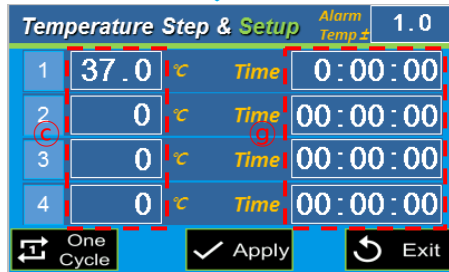 Temperature Step & Setup Alarm Temp± 1.0
1 37.0 ℃ Time 0:00:00
2 0 ℃ Time 00:00:00
ⓒ ⓖ
3 0 ℃ Time 00:00:00
4 0 ℃ Time 00:00:00
One Cycle Apply Exit